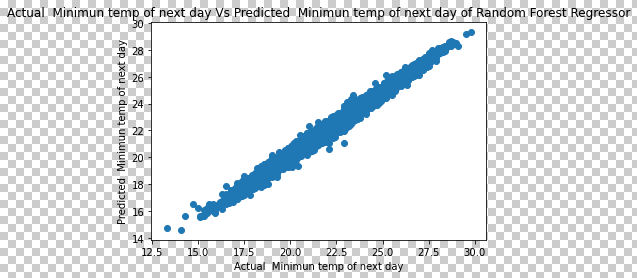 Actual Minimun temp of next day Vs Predicted Minimun temp of next day of Random Forest Regressor
30
28
26
24
22
20
18
16
14
Predicted Minimun temp of next day
12.5 15.0 17.5 20.0 22.5 25.0 27.5 30.0
Actual Minimun temp of next day